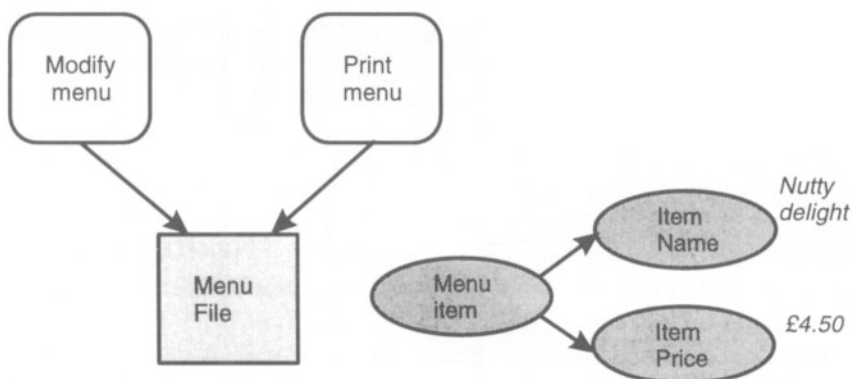 Modify
menu
Print
menu
Menu
File
Menu
item
Item
Name
Nutty
delight
Item
Price
£4.50